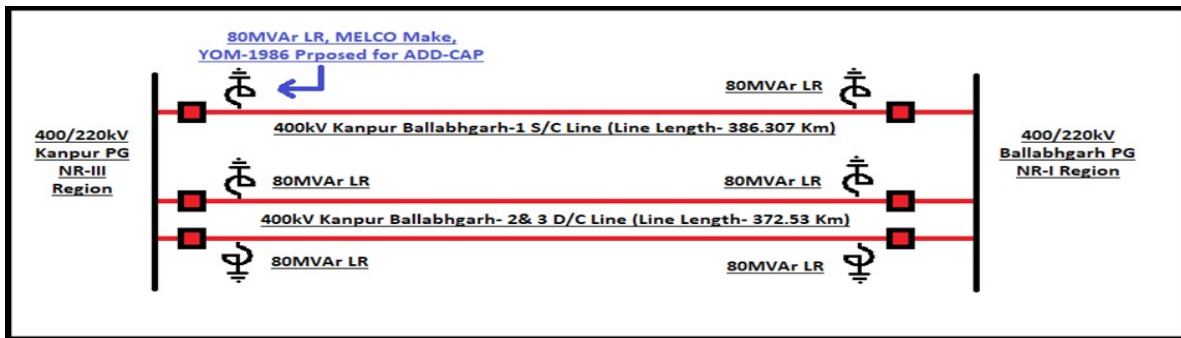 80MVAr LR, MELCO Make,
YOM-1986 Prposed for ADD-CAP
80MVAr LR
400kV Kanpur Ballabhgarh-1 S/C Line (Line Length- 386.307 Km)
400/220kV
Kanpur PG
NR-III
Region
400/220kV
Ballabhgarh PG
NR-I Region
80MVAr LR
80MVAr LR
400kV Kanpur Ballabhgarh- 2& 3 D/C Line (Line Length- 372.53 Km)
80MVAr LR
80MVAr LR